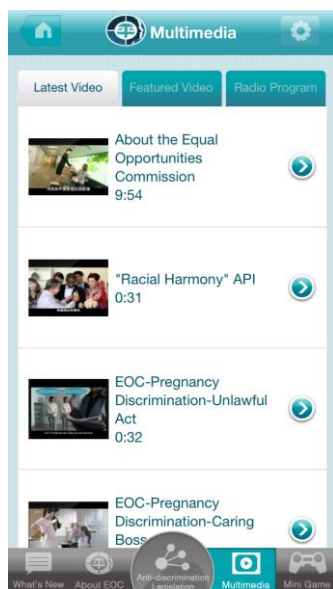 Multimedia
Latest Video
Featured Video
Radio Program
About the Equal
Opportunities
Commission
9:54
"Racial Harmony" API
0:31
EOC-Pregnancy
Discrimination-Unlawful
Act
0:32
EOC-Pregnancy
Discrimination-Caring
Boss
What's New
About EOC
Anti-discrimination
Legislation
Multimedia
Mini Game